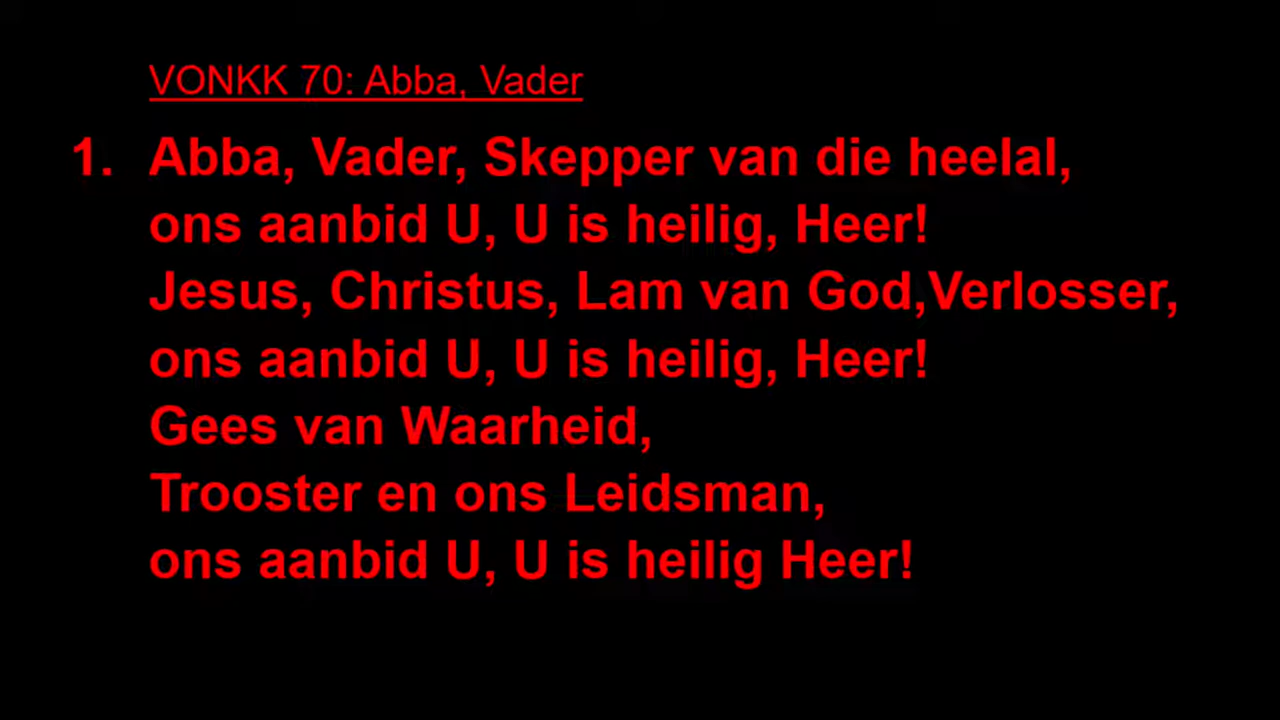 VONKK 70: Abba, Vader
1. Abba, Vader, Skepper van die heelal,
ons aanbid U, U is heilig, Heer!
Jesus, Christus, Lam van God,Verlosser,
ons aanbid U, U is heilig, Heer!
Gees van Waarheid,
Trooster en ons Leidsman,
ons aanbid U, U is heilig Heer!